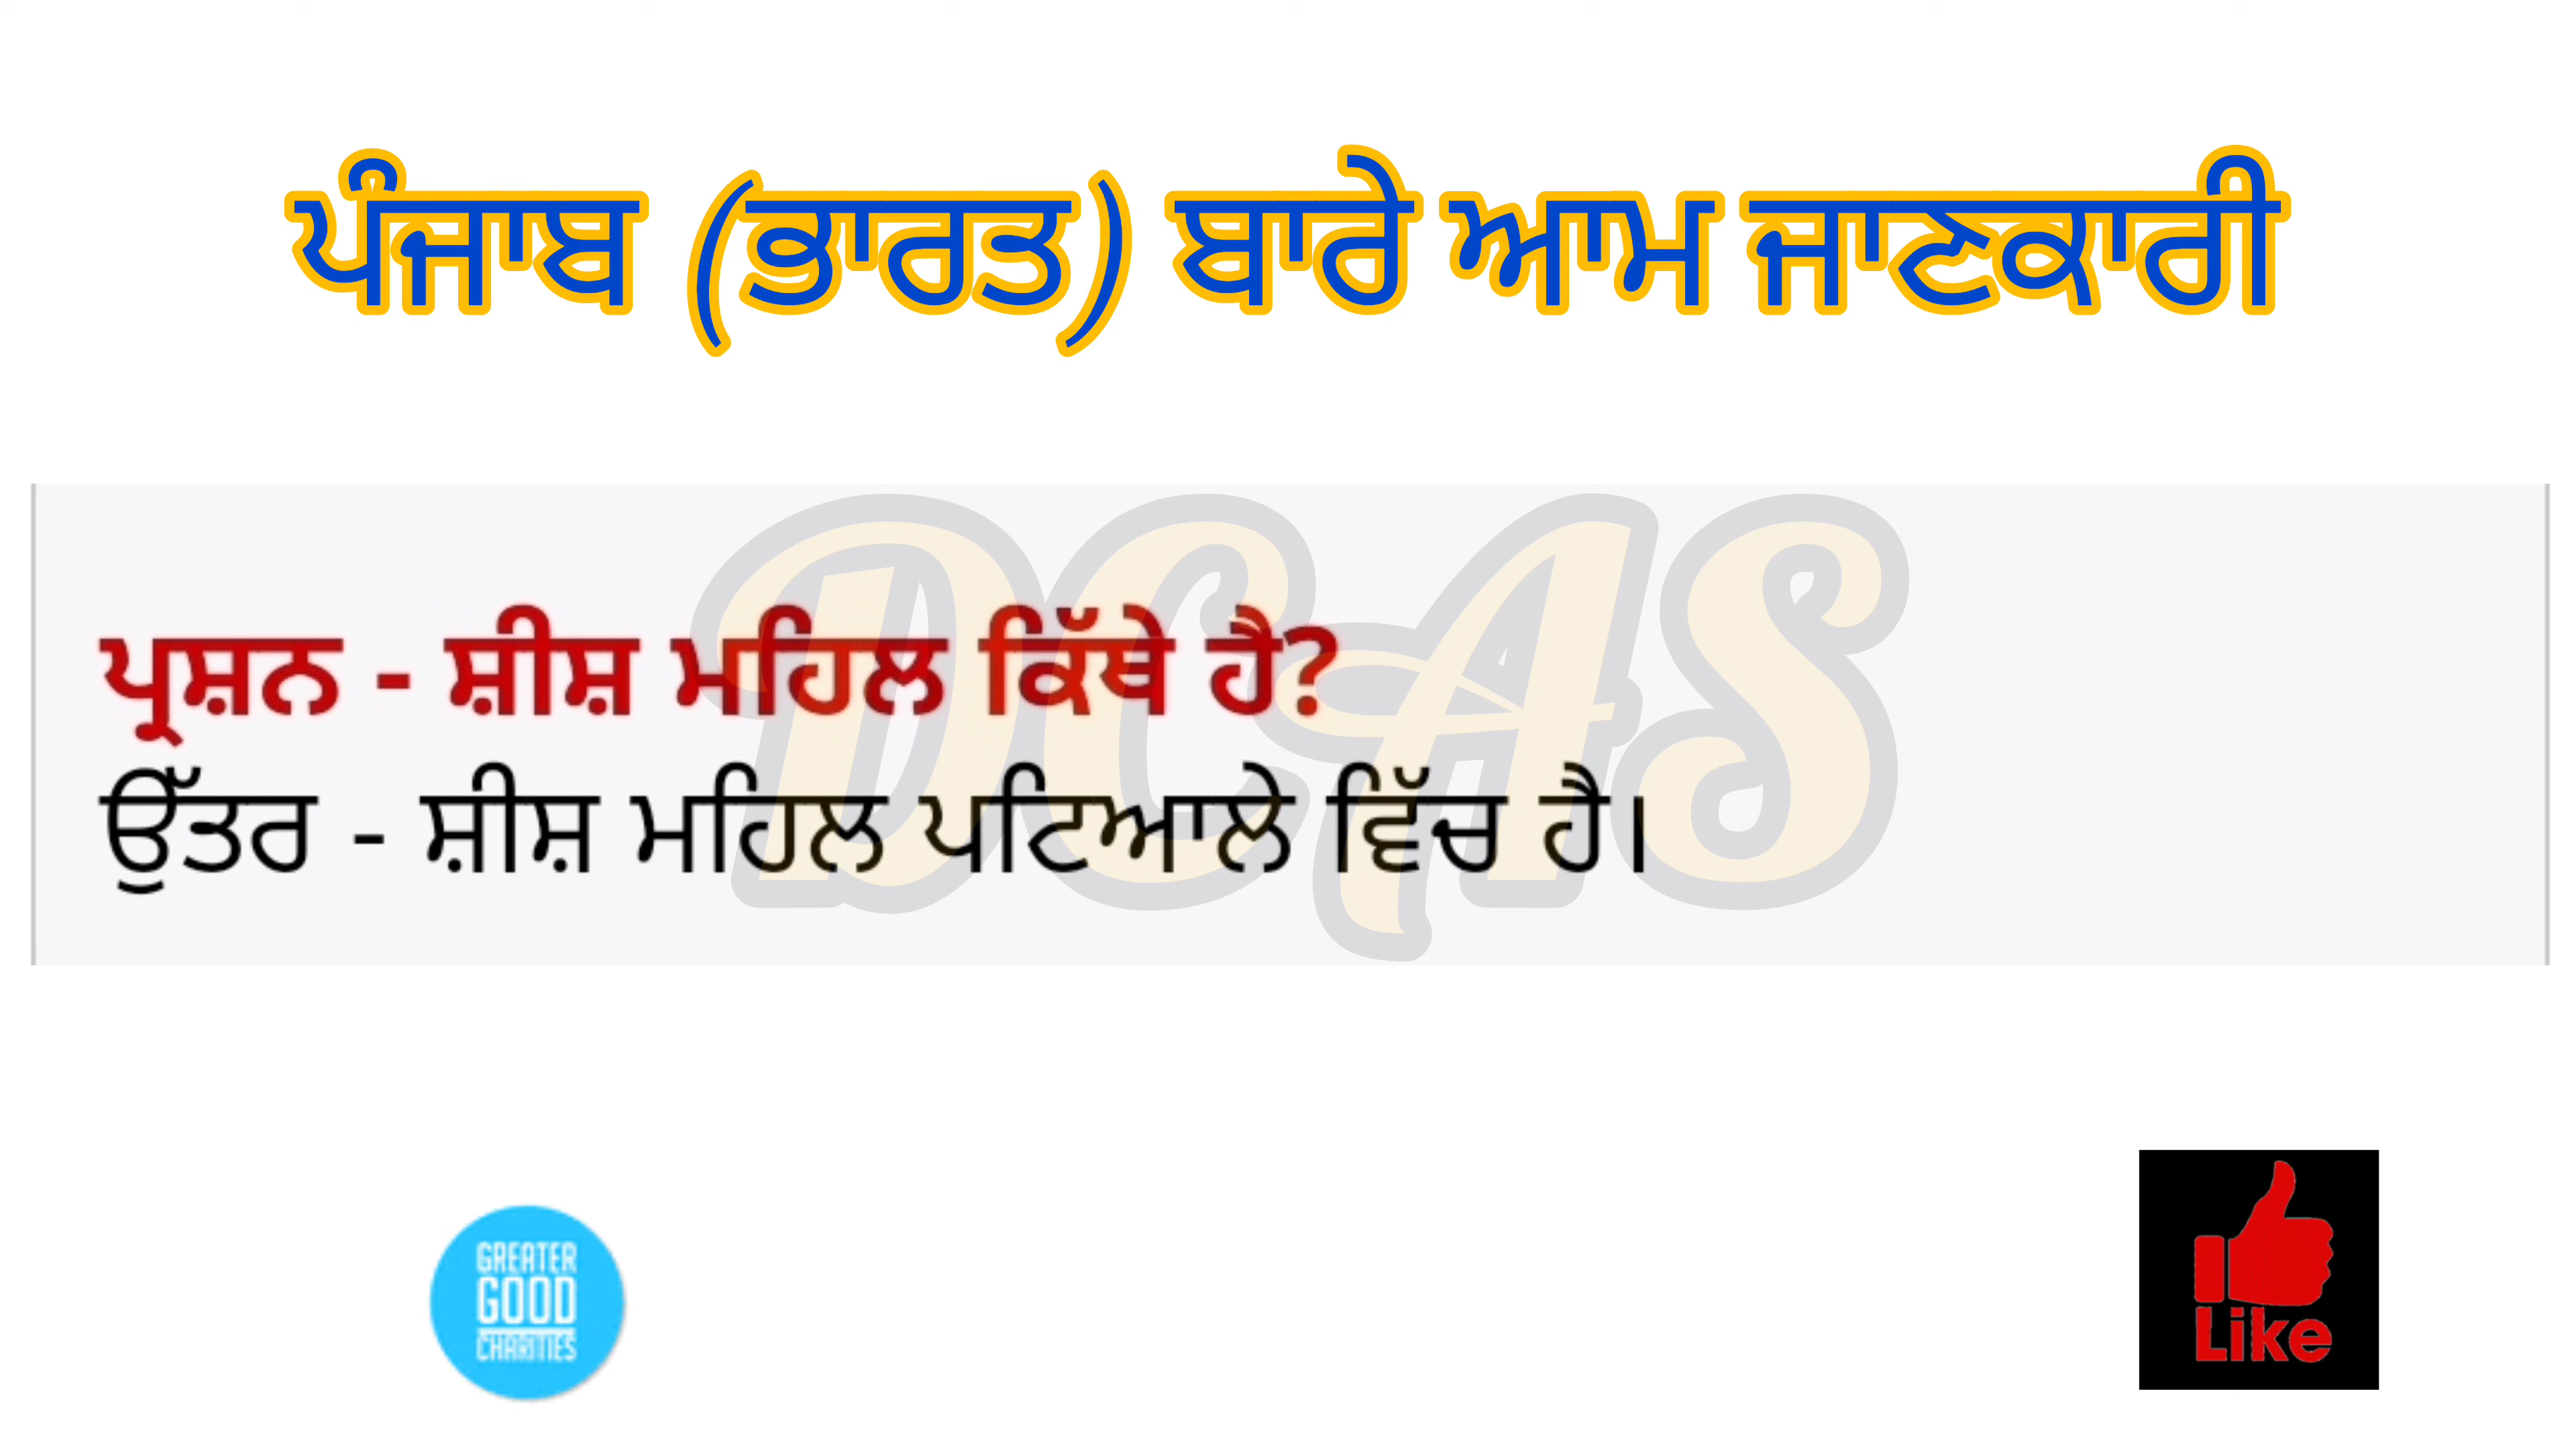 ਪੰਜਾਬ (ਭਾਰਤ) ਬਾਰੇ ਆਮ ਜਾਣਕਾਰੀ
DCAS
ਪ੍ਰਸ਼ਨ - ਸ਼ੀਸ਼ ਮਹਿਲ ਕਿੱਥੇ ਹੈ?
ਉੱਤਰ - ਸ਼ੀਸ਼ ਮਹਿਲ ਪਟਿਆਲੇ ਵਿੱਚ ਹੈ।
GREATER
GOOD
CHARITIES
Like